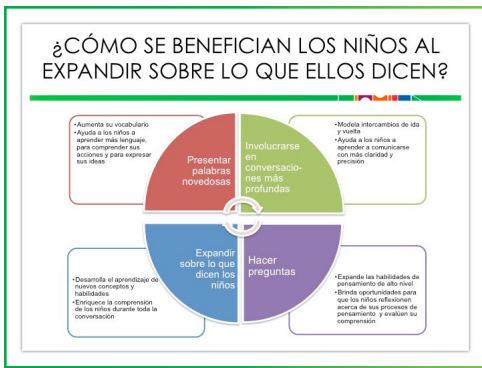 ¿CÓMO SE BENEFICIAN LOS NIÑOS AL
EXPANDIR SOBRE LO QUE ELLOS DICEN?
•Aumenta su vocabulario
•Ayuda a los niños a
aprender más lenguaje,
para comprender sus
acciones y para expresar
sus ideas
Presentar
palabras
novedosas
Involucrarse
en
conversacio-
nes más
profundas
•Modela intercambios de ida
y vuelta
•Ayuda a los niños a
aprender a comunicarse
con más claridad y
precisión
•Desarrolla el aprendizaje de
nuevos conceptos y
habilidades
•Enriquece la comprensión
de los niños durante toda la
conversación
Expandir
sobre lo que
dicen los
niños
Hacer
preguntas
•Expande las habilidades de
pensamiento de alto nivel
•Brinda oportunidades para
que los niños reflexionen
acerca de sus procesos de
pensamiento y evalúen su
comprensión